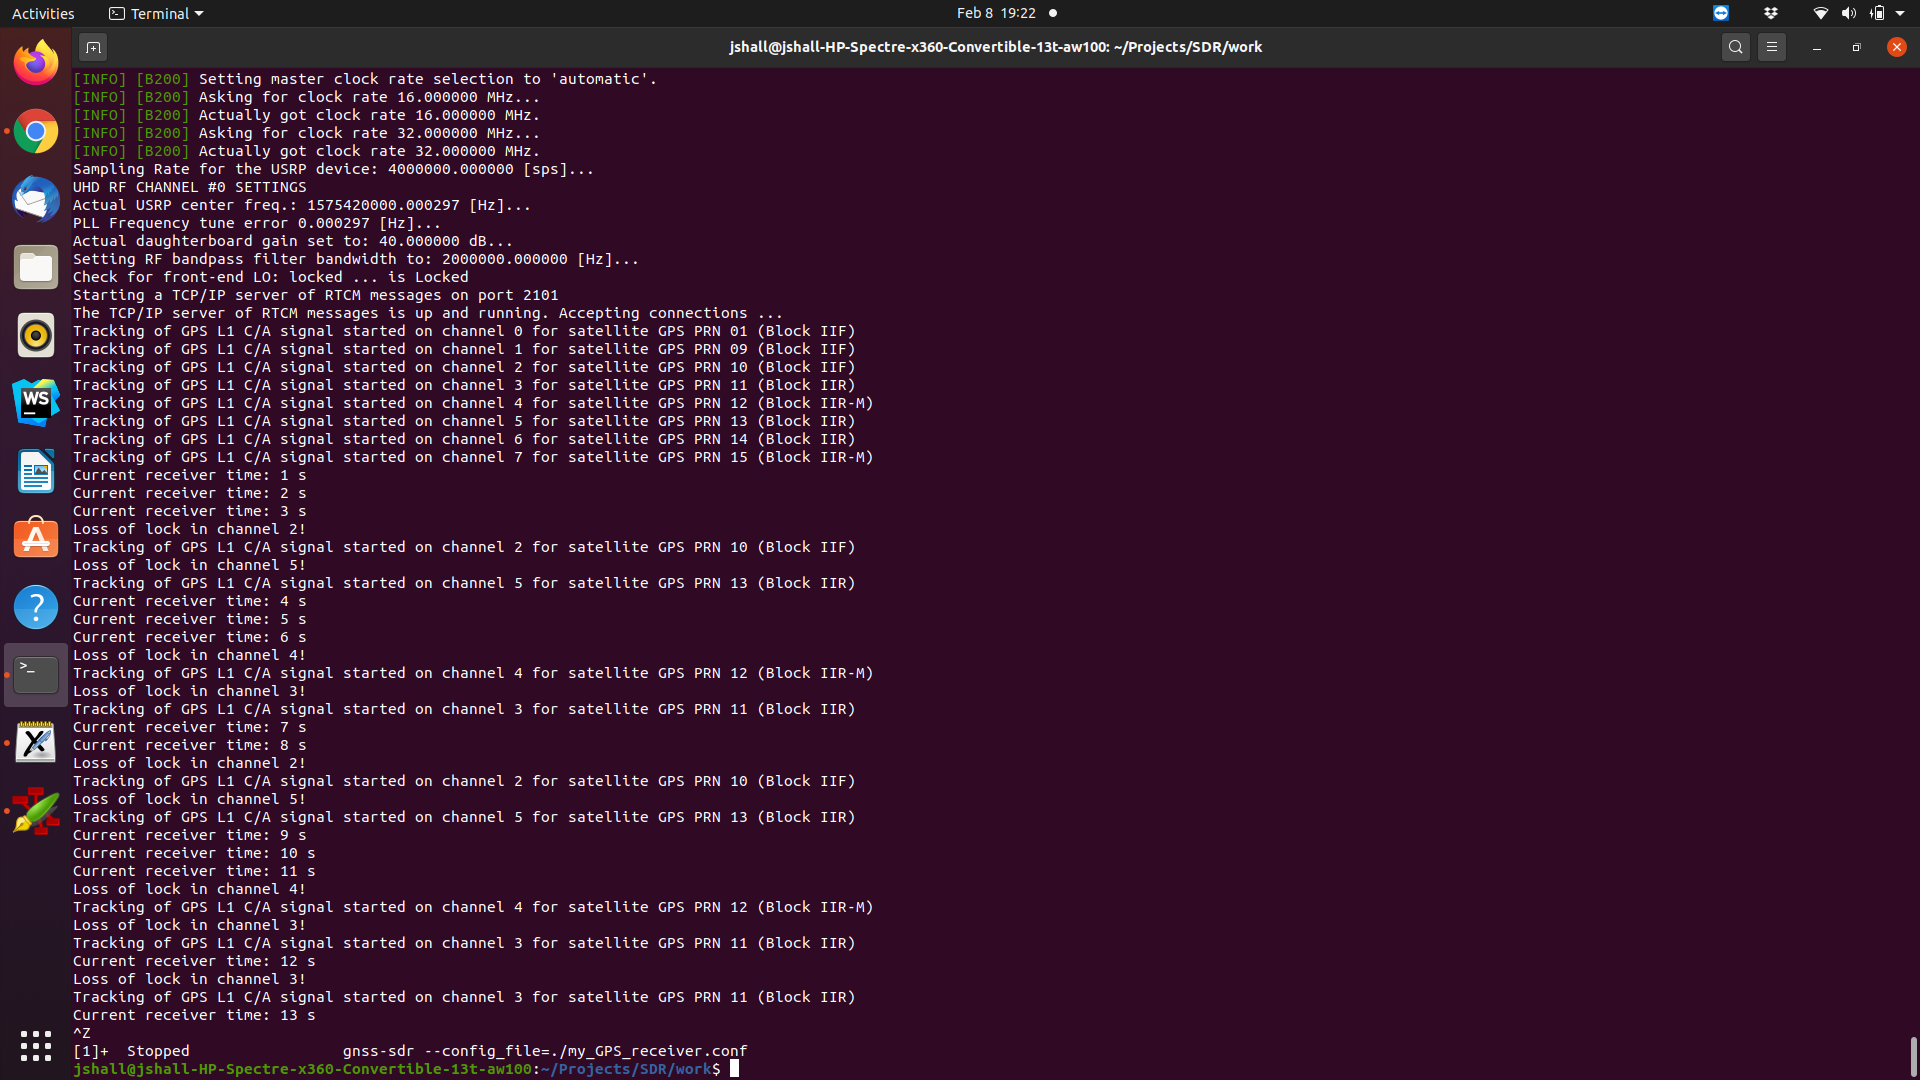 Activities
Terminal
Feb 8 19:22
jshall@jshall-HP-Spectre-x360-Convertible-13t-aw100: ~/Projects/SDR/work
[INFO] [B200] Setting master clock rate selection to 'automatic'.
[INFO] [B200] Asking for clock rate 16.000000 MHz...
[INFO] [B200] Actually got clock rate 16.000000 MHz.
[INFO] [B200] Asking for clock rate 32.000000 MHz...
[INFO] [B200] Actually got clock rate 32.000000 MHz.
Sampling Rate for the USRP device: 4000000.000000 [sps]...
UHD RF CHANNEL #0 SETTINGS
Actual USRP center freq.: 1575420000.000297 [Hz]...
PLL Frequency tune error 0.000297 [Hz]...
Actual daughterboard gain set to: 40.000000 dB...
Setting RF bandpass filter bandwidth to: 2000000.000000 [Hz]...
Check for front-end LO: locked ... is Locked
Starting a TCP/IP server of RTCM messages on port 2101
The TCP/IP server of RTCM messages is up and running. Accepting connections ...
Tracking of GPS L1 C/A signal started on channel 0 for satellite GPS PRN 01 (Block IIF)
Tracking of GPS L1 C/A signal started on channel 1 for satellite GPS PRN 09 (Block IIF)
Tracking of GPS L1 C/A signal started on channel 2 for satellite GPS PRN 10 (Block IIF)
Tracking of GPS L1 C/A signal started on channel 3 for satellite GPS PRN 11 (Block IIR)
Tracking of GPS L1 C/A signal started on channel 4 for satellite GPS PRN 12 (Block IIR-M)
Tracking of GPS L1 C/A signal started on channel 5 for satellite GPS PRN 13 (Block IIR)
Tracking of GPS L1 C/A signal started on channel 6 for satellite GPS PRN 14 (Block IIR)
Tracking of GPS L1 C/A signal started on channel 7 for satellite GPS PRN 15 (Block IIR-M)
Current receiver time: 1 s
Current receiver time: 2 s
Current receiver time: 3 s
Loss of lock in channel 2!
Tracking of GPS L1 C/A signal started on channel 2 for satellite GPS PRN 10 (Block IIF)
Loss of lock in channel 5!
Tracking of GPS L1 C/A signal started on channel 5 for satellite GPS PRN 13 (Block IIR)
Current receiver time: 4 s
Current receiver time: 5 s
Current receiver time: 6 s
Loss of lock in channel 4!
Tracking of GPS L1 C/A signal started on channel 4 for satellite GPS PRN 12 (Block IIR-M)
Loss of lock in channel 3!
Tracking of GPS L1 C/A signal started on channel 3 for satellite GPS PRN 11 (Block IIR)
Current receiver time: 7 s
Current receiver time: 8 s
Loss of lock in channel 2!
Tracking of GPS L1 C/A signal started on channel 2 for satellite GPS PRN 10 (Block IIF)
Loss of lock in channel 5!
Tracking of GPS L1 C/A signal started on channel 5 for satellite GPS PRN 13 (Block IIR)
Current receiver time: 9 s
Current receiver time: 10 s
Current receiver time: 11 s
Loss of lock in channel 4!
Tracking of GPS L1 C/A signal started on channel 4 for satellite GPS PRN 12 (Block IIR-M)
Loss of lock in channel 3!
Tracking of GPS L1 C/A signal started on channel 3 for satellite GPS PRN 11 (Block IIR)
Current receiver time: 12 s
Loss of lock in channel 3!
Tracking of GPS L1 C/A signal started on channel 3 for satellite GPS PRN 11 (Block IIR)
Current receiver time: 13 s
^Z
[1]+  Stopped                 gnss-sdr --config_file=./my_GPS_receiver.conf
jshall@jshall-HP-Spectre-x360-Convertible-13t-aw100:~/Projects/SDR/work$
WS